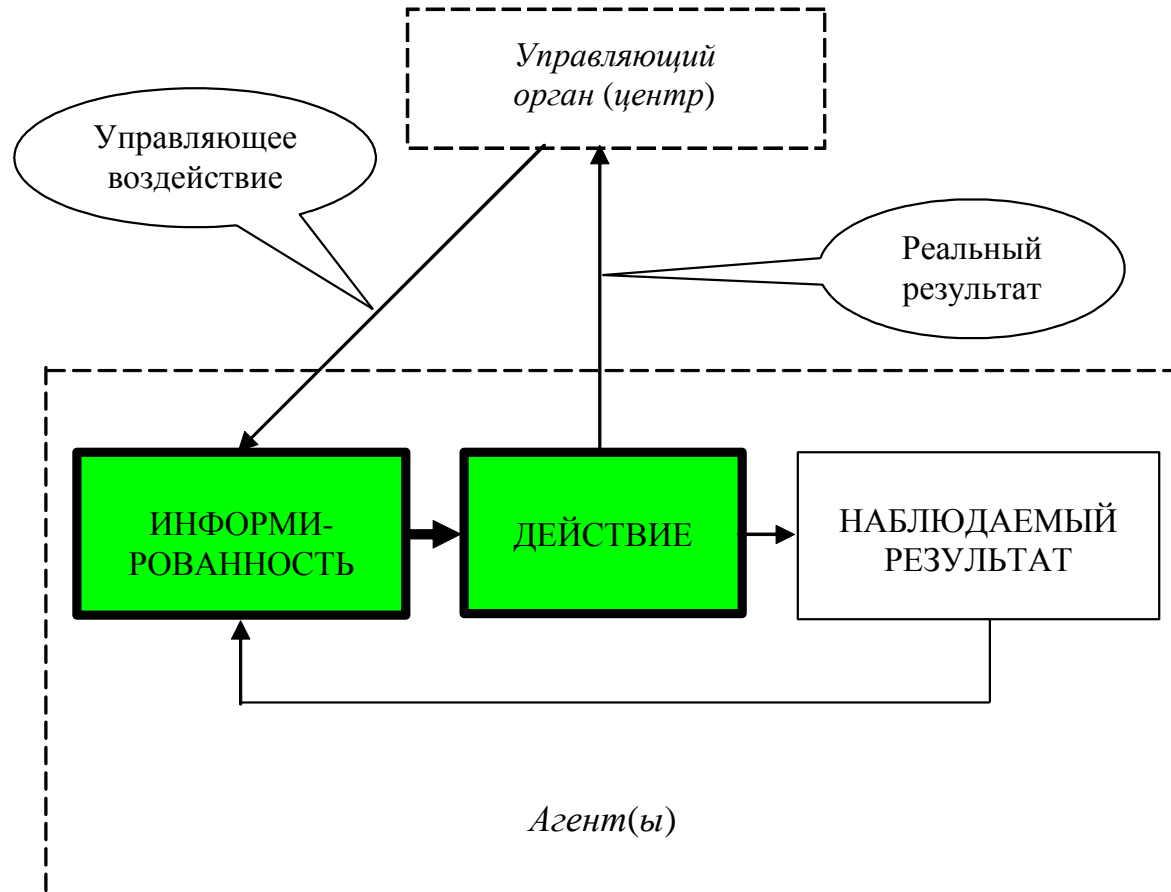 Управляющий
орган (центр)
Управляющее
воздействие
Реальный
результат
ИНФОРМИ-
РОВАННОСТЬ
ДЕЙСТВИЕ
НАБЛЮДАЕМЫЙ
РЕЗУЛЬТАТ
Агент(ы)